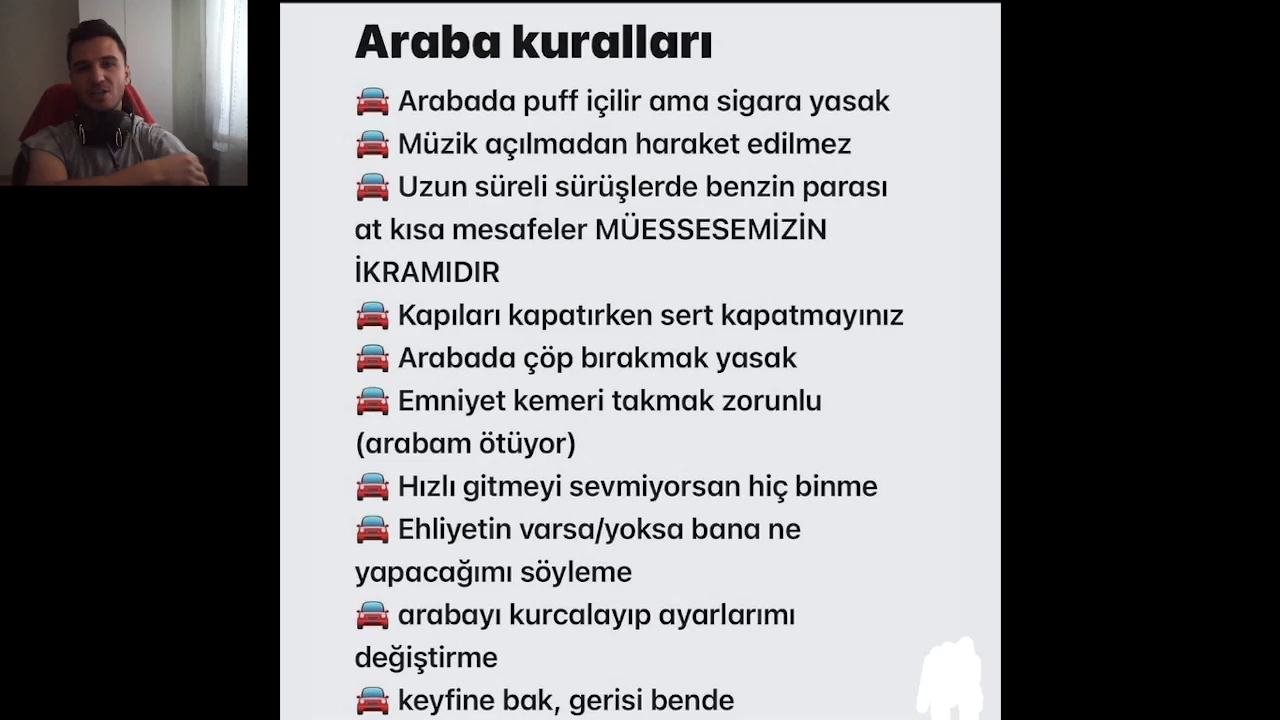 Araba kuralları
🚘 Arabada puff içilir ama sigara yasak
🚘 Müzik açılmadan haraket edilmez
🚘 Uzun süreli sürüşlerde benzin parası
at kısa mesafeler MÜESSESEMİZİN
İKRAMIDIR
🚘 Kapıları kapatırken sert kapatmayınız
🚘 Arabada çöp bırakmak yasak
🚘 Emniyet kemeri takmak zorunlu
(arabam ötüyor)
🚘 Hızlı gitmeyi sevmiyorsan hiç binme
🚘 Ehliyetin varsa/yoksa bana ne
yapacağımı söyleme
🚘 arabayı kurcalayıp ayarlarımı
değiştirme
🚘 keyfine bak, gerisi bende